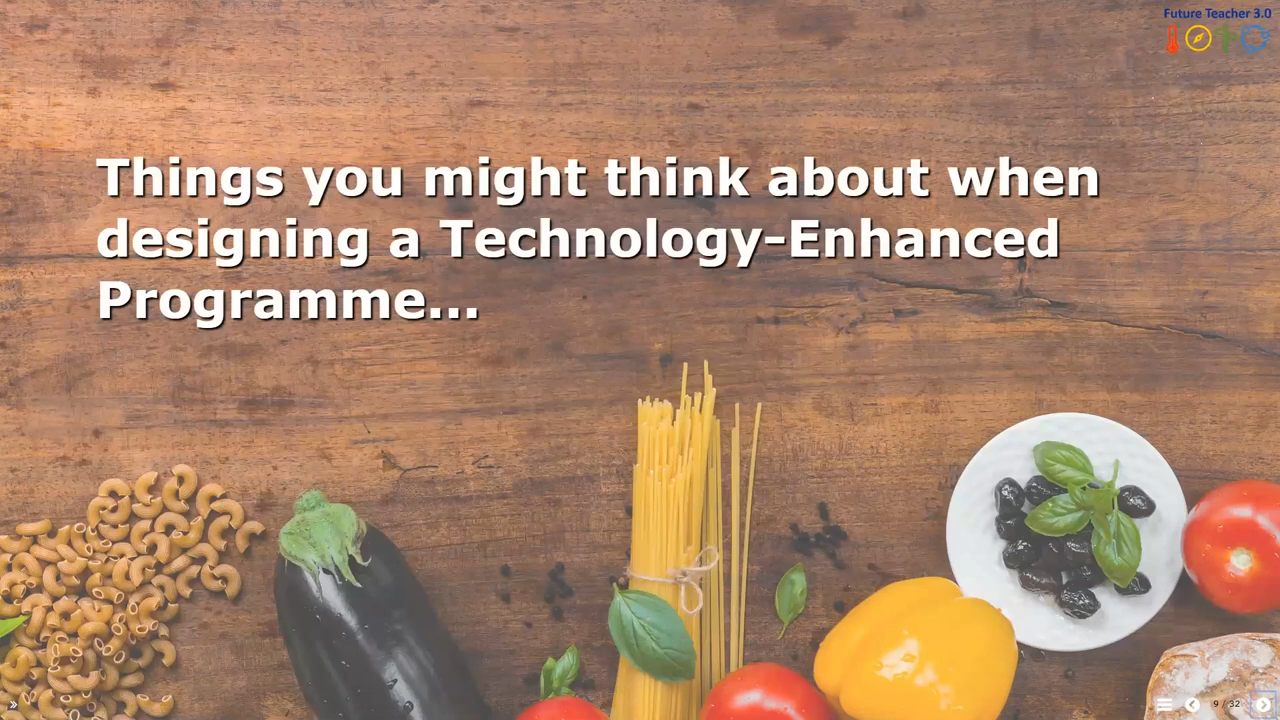 Future Teacher 3.0
Things you might think about when
designing a Technology-Enhanced
Programme...
9 / 32